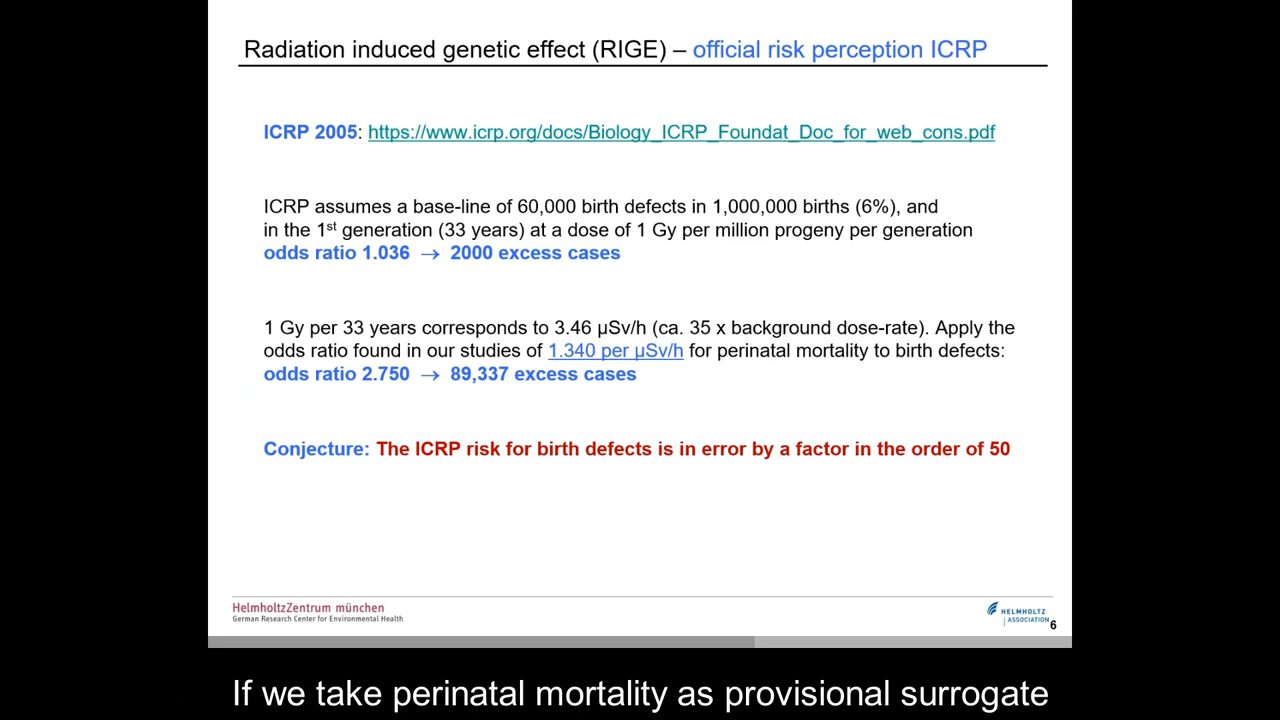 Radiation induced genetic effect (RIGE) – official risk perception ICRP
ICRP 2005: https://www.icrp.org/docs/Biology_ICRP_Foundat_Doc_for_web_cons.pdf
ICRP assumes a base-line of 60,000 birth defects in 1,000,000 births (6%), and
in the 1st generation (33 years) at a dose of 1 Gy per million progeny per generation
odds ratio 1.036 → 2000 excess cases
1 Gy per 33 years corresponds to 3.46 µSv/h (ca. 35 x background dose-rate). Apply the
odds ratio found in our studies of 1.340 per µSv/h for perinatal mortality to birth defects:
odds ratio 2.750 → 89,337 excess cases
Conjecture: The ICRP risk for birth defects is in error by a factor in the order of 50
HelmholtzZentrum münchen
German Research Center for Environmental Health
HELMHOLTZ
| ASSOCIATION
6
If we take perinatal mortality as provisional surrogate